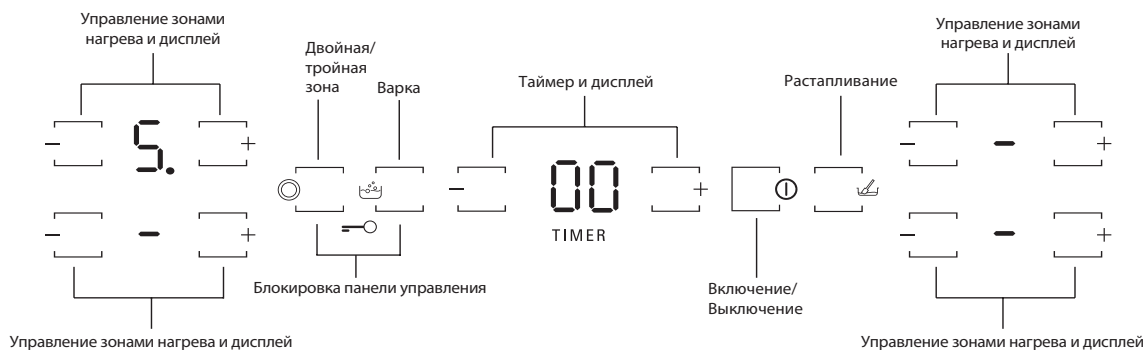 Управление зонами
нагрева и дисплей
Двойная/
тройная
зона
Варка
Таймер и дисплей
Растапливание
Управление зонами
нагрева и дисплей
– 5. +
– 00 +
– - +
– - +
TIMER
– - +
Блокировка панели управления
Включение/
Выключение
Управление зонами нагрева и дисплей
Управление зонами нагрева и дисплей